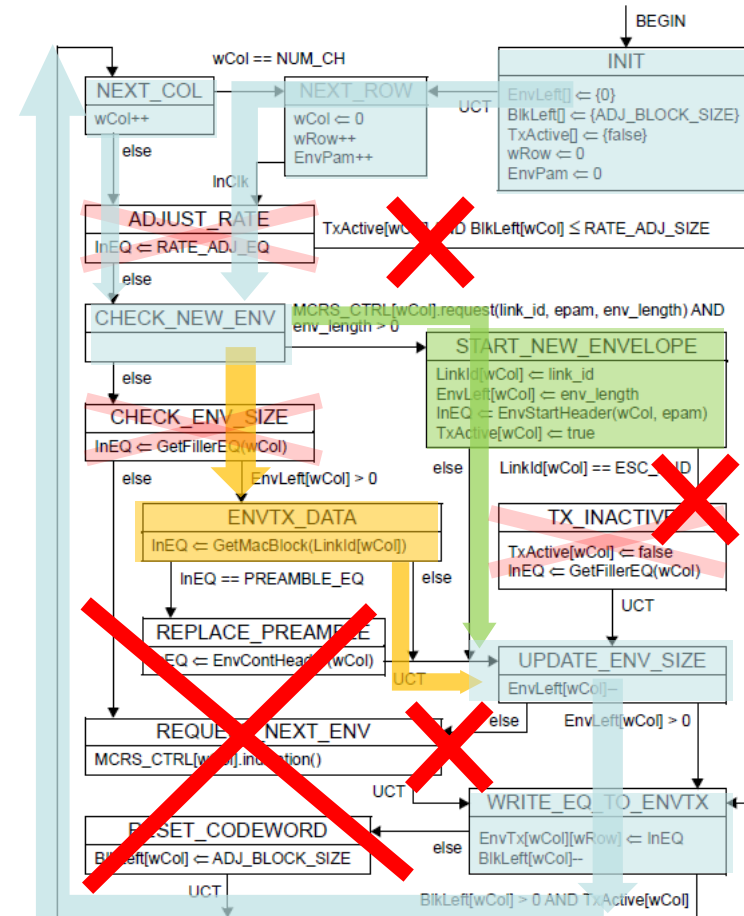 BEGIN
wCol == NUM_CH
NEXT_COL
wCol++
NEXT_ROW
wCol ⇐ 0
wRow++
EnvPam++
UCT
INIT
EnvLeft[] ⇐ {0}
BlkLeft[] ⇐ {ADJ_BLOCK_SIZE}
TxActive[] ⇐ {false}
wRow ⇐ 0
EnvPam ⇐ 0
else
InClk
ADJUST_RATE
InEQ ⇐ RATE_ADJ_EQ
TxActive[wCol] AND BlkLeft[wCol] ≤ RATE_ADJ_SIZE
else
CHECK_NEW_ENV
MCRS_CTRL[wCol].request(link_id, epam, env_length) AND
env_length > 0
START_NEW_ENVELOPE
LinkId[wCol] ⇐ link_id
EnvLeft[wCol] ⇐ env_length
InEQ ⇐ EnvStartHeader(wCol, epam)
TxActive[wCol] ⇐ true
else
CHECK_ENV_SIZE
InEQ ⇐ GetFillerEQ(wCol)
else
EnvLeft[wCol] > 0
else
LinkId[wCol] == ESC_
ENVTX_DATA
InEQ ⇐ GetMacBlock(LinkId[wCol])
TX_INACTIVE
TxActive[wCol] ⇐ false
InEQ ⇐ GetFillerEQ(wCol)
InEQ == PREAMBLE_EQ
else
UCT
REPLACE_PREAMBLE
InEQ ⇐ EnvContHeader(wCol)
UCT
UPDATE_ENV_SIZE
EnvLeft[wCol]--
else
EnvLeft[wCol] > 0
REQUEST_NEXT_ENV
MCRS_CTRL[wCol].indication()
UCT
WRITE_EQ_TO_ENVTX
EnvTx[wCol][wRow] ⇐ InEQ
BlkLeft[wCol]--
RESET_CODEWORD
BlkLeft[wCol] ⇐ ADJ_BLOCK_SIZE
else
UCT
BlkLeft[wCol] > 0 AND TxActive[wCol]